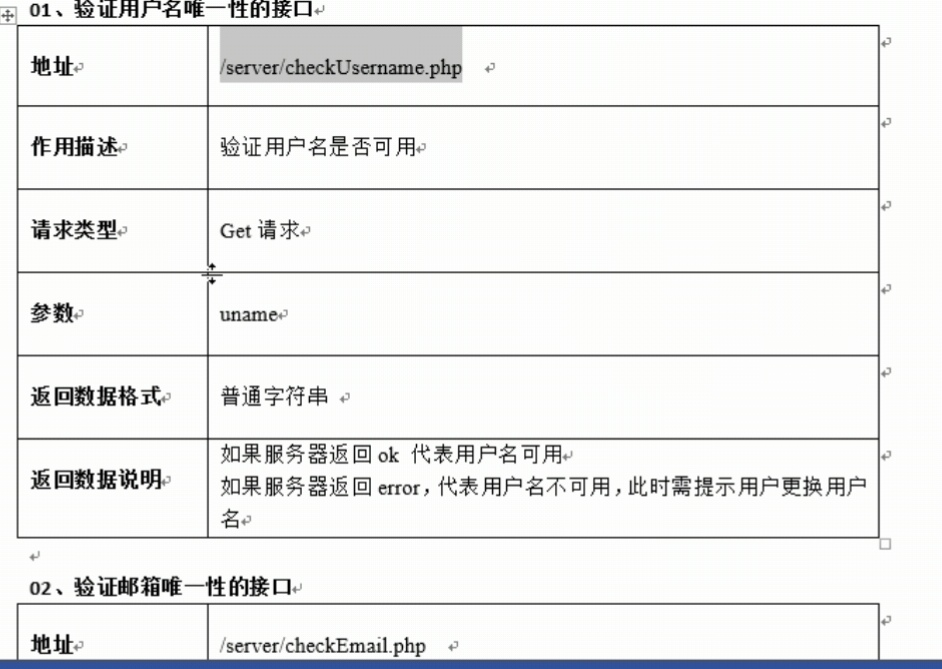 01、验证用户名唯一性的接口
地址
/server/checkUsername.php
作用描述
验证用户名是否可用
请求类型
Get 请求
参数
uname
返回数据格式
普通字符串
返回数据说明
如果服务器返回 ok 代表用户名可用
如果服务器返回 error，代表用户名不可用，此时需提示用户更换用户
名
02、验证邮箱唯一性的接口
地址
/server/checkEmail.php